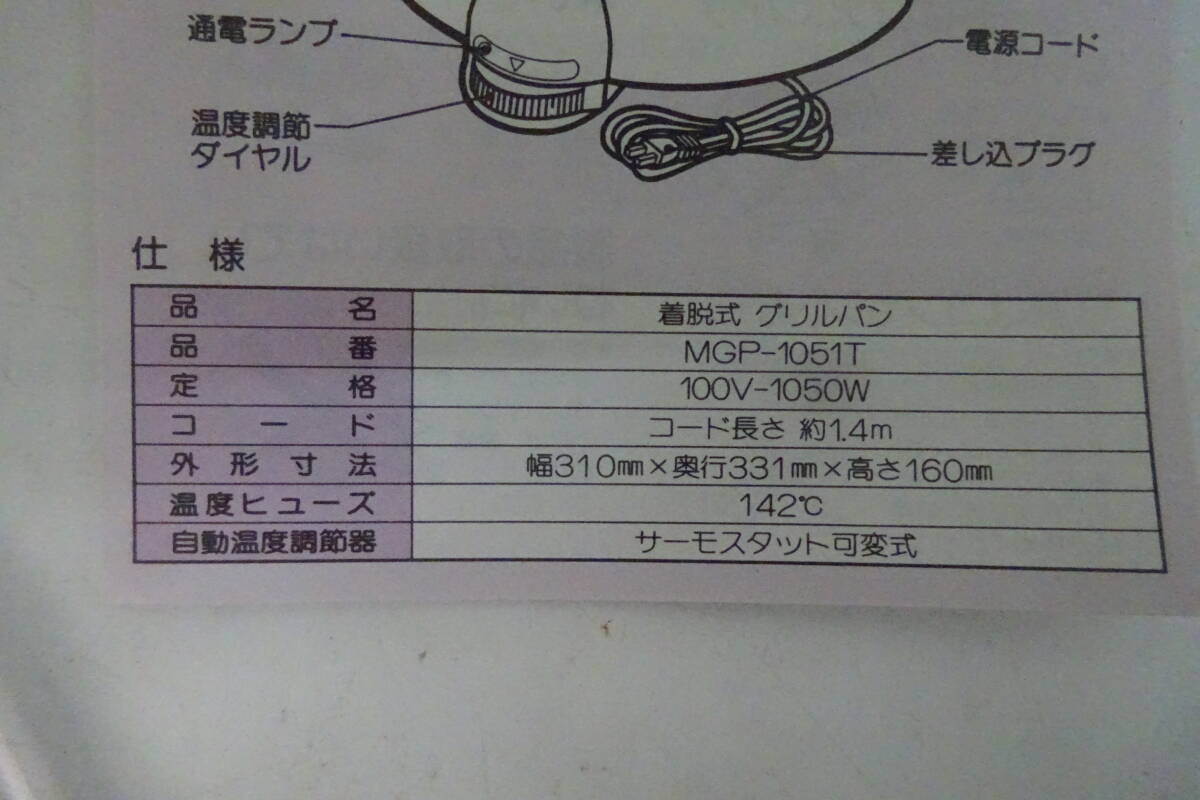 通電ランプ
電源コード
温度調節
ダイヤル
差し込プラグ
仕 様
品 名 着脱式 グリルパン
品 番 MGP-1051T
定 格 100V-1050W
コ ー ド コード長さ 約1.4m
外 形 寸 法 幅310㎜×奥行331㎜×高さ160㎜
温度ヒューズ 142℃
自動温度調節器 サーモスタット可変式